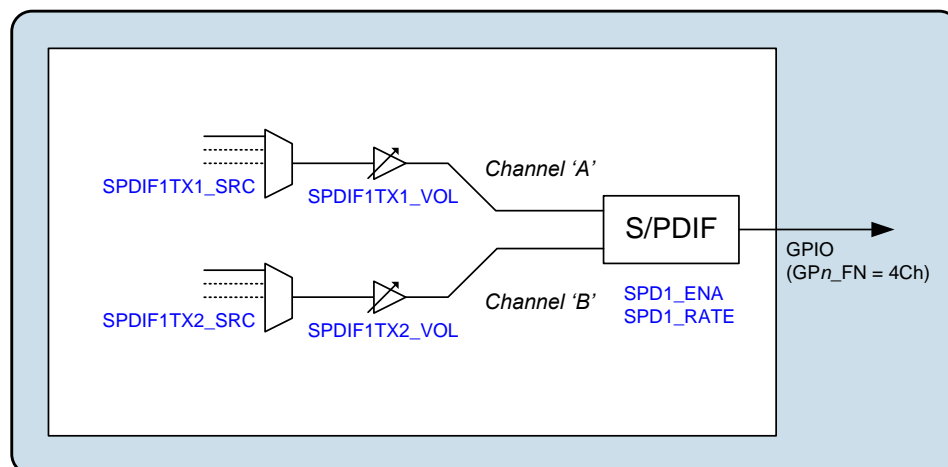 SPDIF1TX1_SRC
SPDIF1TX1_VOL
Channel 'A'
S/PDIF
GPIO
(GPn_FN = 4Ch)
SPDIF1TX2_SRC
SPDIF1TX2_VOL
Channel 'B'
SPD1_ENA
SPD1_RATE